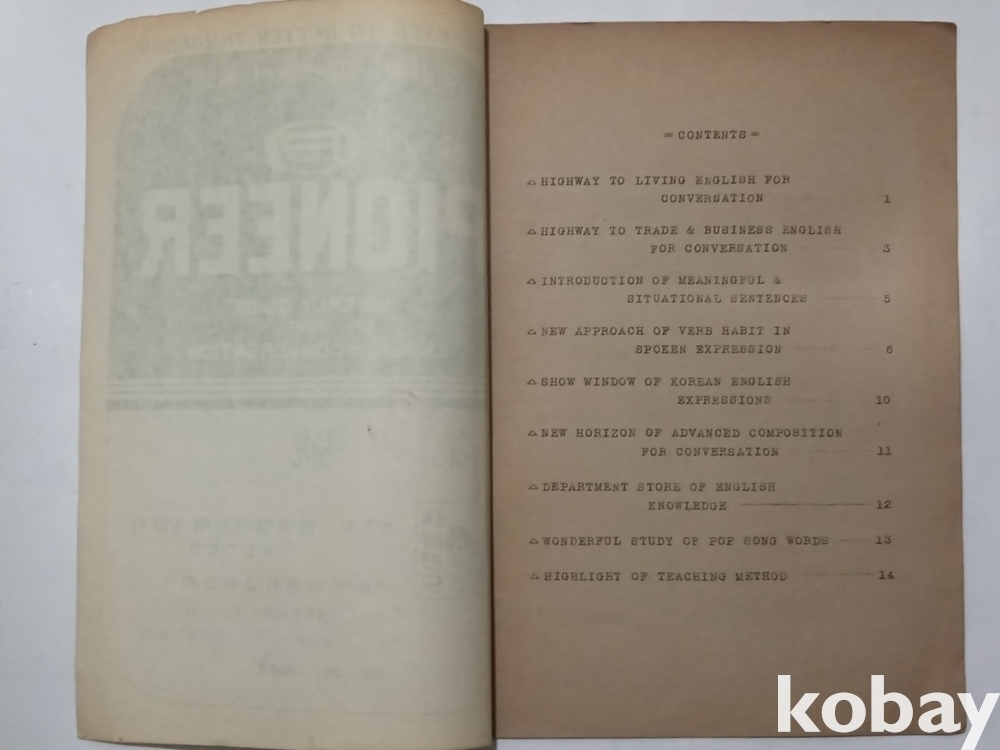 PIONEER
= CONTENTS =
HIGHWAY TO LIVING ENGLISH FOR
CONVERSATION 1
HIGHWAY TO TRADE & BUSINESS ENGLISH
FOR CONVERSATION 3
INTRODUCTION OF MEANINGFUL &
SITUATIONAL SENTENCES 5
NEW APPROACH OF VERB HABIT IN
SPOKEN EXPRESSION 6
SHOW WINDOW OF KOREAN ENGLISH
EXPRESSIONS 10
NEW HORIZON OF ADVANCED COMPOSITION
FOR CONVERSATION 11
DEPARTMENT STORE OF ENGLISH
KNOWLEDGE 12
WONDERFUL STUDY OF POP SONG WORDS 13
HIGHLIGHT OF TEACHING METHOD 14
kobay